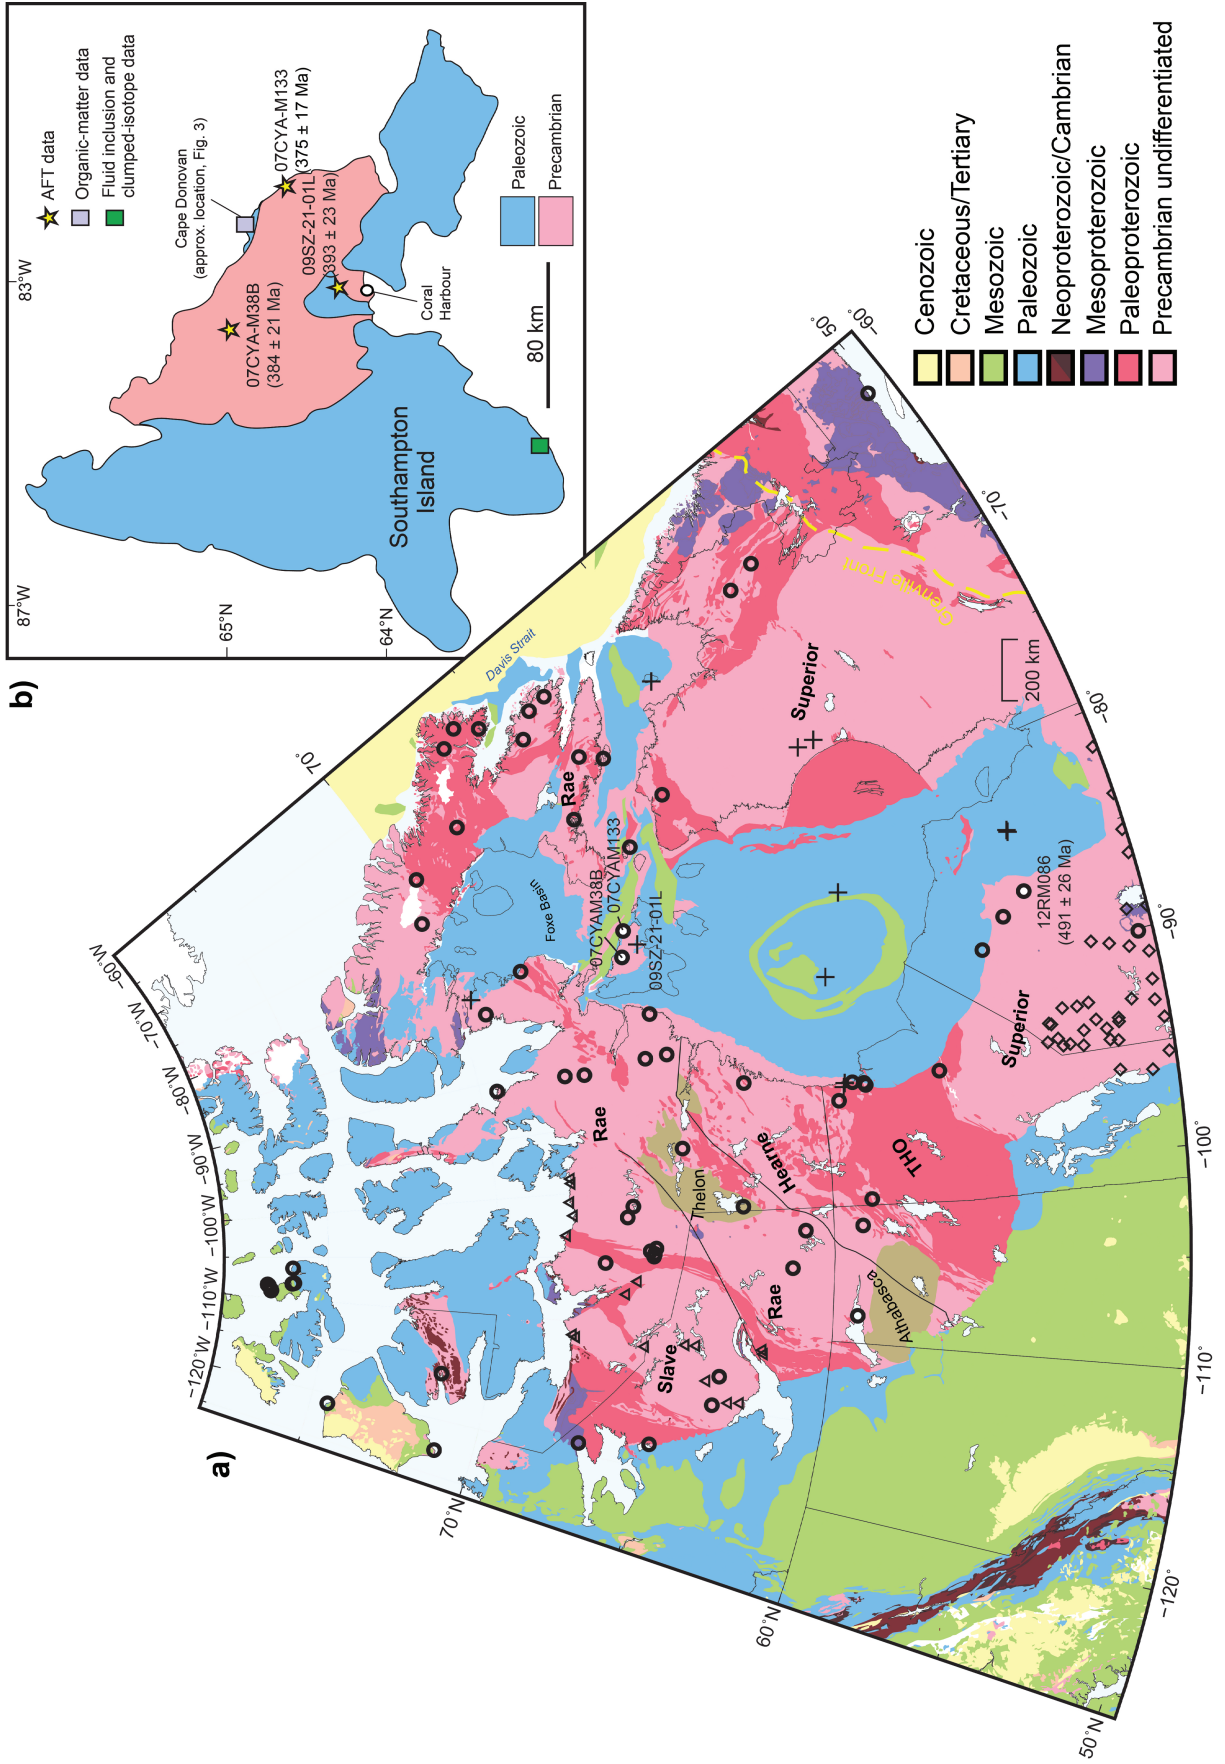 a)
−120°W
−110°W
−100°W
−90°W
−80°W
−70°W
−60°W
70°
70°N
60°N
50°N
50°
−60°
−70°
−80°
−90°
−100°
−110°
−120°
Davis Strait
Foxe Basin
Rae
07CYAM38B
07CYAM133
09SZ-21-01L
Rae
Thelon
Hearne
THO
Slave
Rae
Athabasca
Superior
Superior
12RM086
(491 ± 26 Ma)
Grenville Front
200 km
Cenozoic
Cretaceous/Tertiary
Mesozoic
Paleozoic
Neoproterozoic/Cambrian
Mesoproterozoic
Paleoproterozoic
Precambrian undifferentiated
b)
87°W
83°W
65°N
64°N
AFT data
Organic-matter data
Fluid inclusion and
clumped-isotope data
Cape Donovan
(approx. location, Fig. 3)
07CYA-M133
(375 ± 17 Ma)
09SZ-21-01L
(393 ± 23 Ma)
07CYA-M38B
(384 ± 21 Ma)
Coral
Harbour
Southampton
Island
80 km
Paleozoic
Precambrian